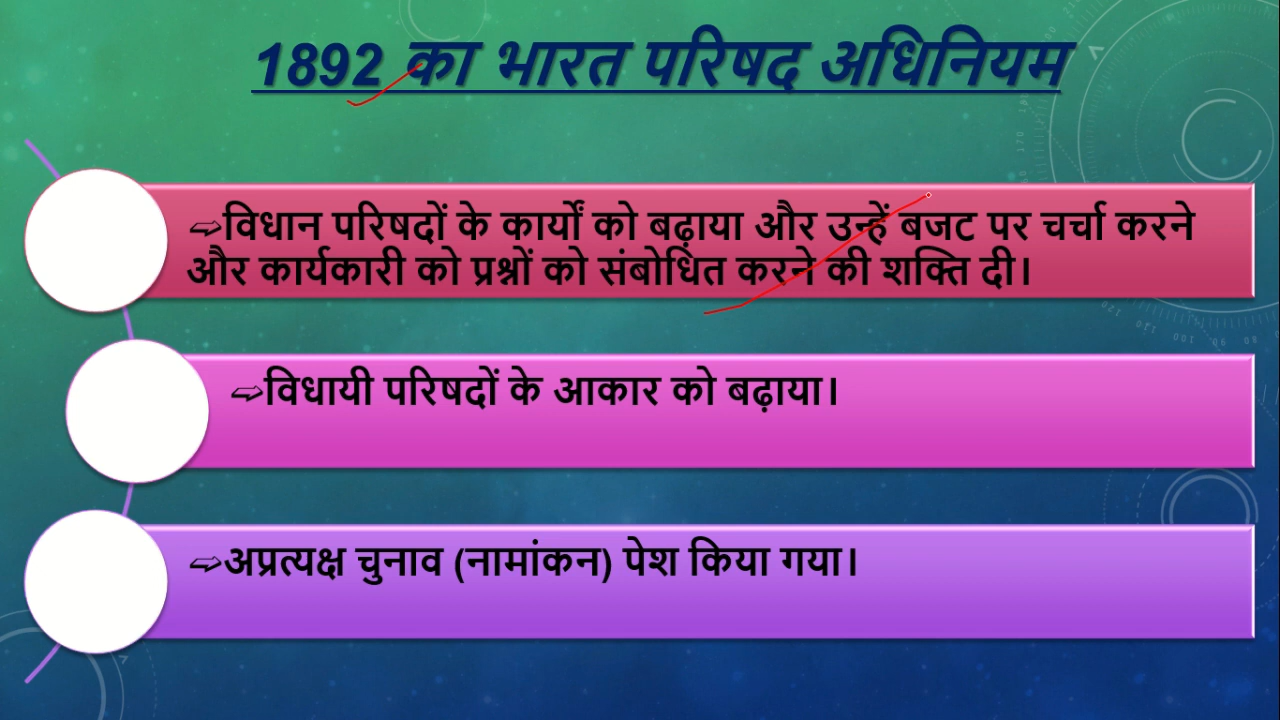 1892 का भारत परिषद अधिनियम
➩विधान परिषदों के कार्यों को बढ़ाया और उन्हें बजट पर चर्चा करने
और कार्यकारी को प्रश्नों को संबोधित करने की शक्ति दी।
➩विधायी परिषदों के आकार को बढ़ाया।
➩अप्रत्यक्ष चुनाव (नामांकन) पेश किया गया।